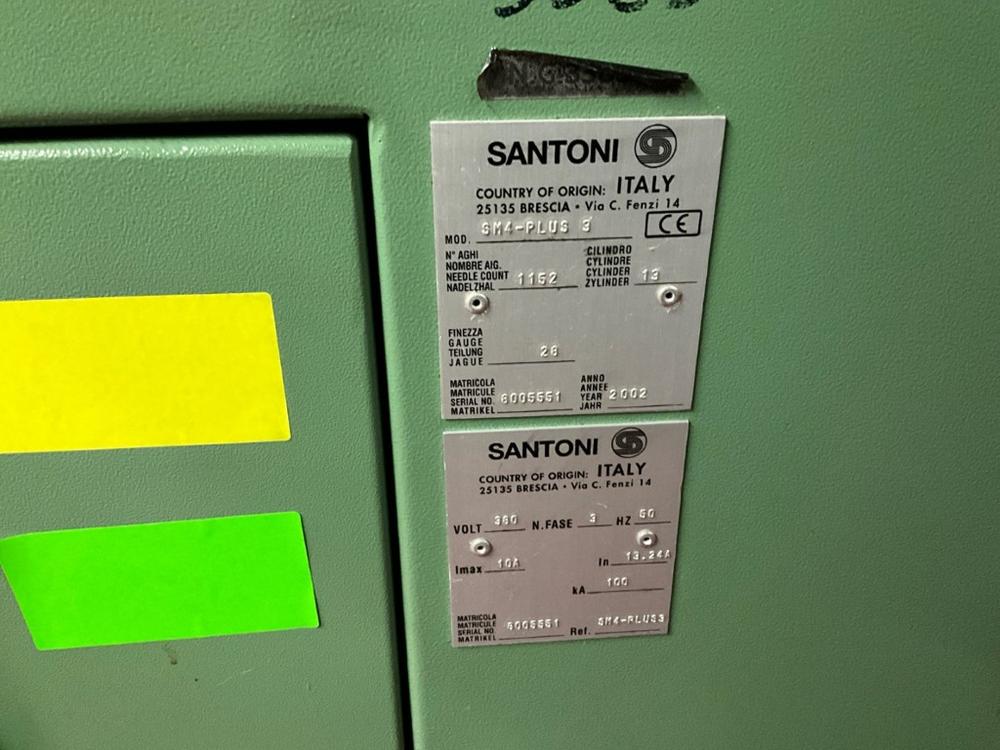 SANTONI
COUNTRY OF ORIGIN: ITALY
25135 BRESCIA • Via C. Fenzi 14
MOD. SM4-PLUS 3
CE
N° AGHI
NOMBRE AIG.
NEEDLE COUNT 1152
NADELZHAL
CILINDRO
CYLINDRE
CYLINDER 13
ZYLINDER
FINEZZA
GAUGE
TEILUNG 28
JAGUE
MATRICOLA
MATRICULE
SERIAL NO. 6005551
MATRIKEL
ANNO
ANNEE
YEAR 2002
JAHR
SANTONI
COUNTRY OF ORIGIN: ITALY
25135 BRESCIA • Via C. Fenzi 14
VOLT 380 N.FASE 3 HZ 50
Imax 10A In 13.24A
kA 100
MATRICOLA
MATRICULE
SERIAL NO. 6005551 Ref. SM4-PLUS3
MATRIKEL